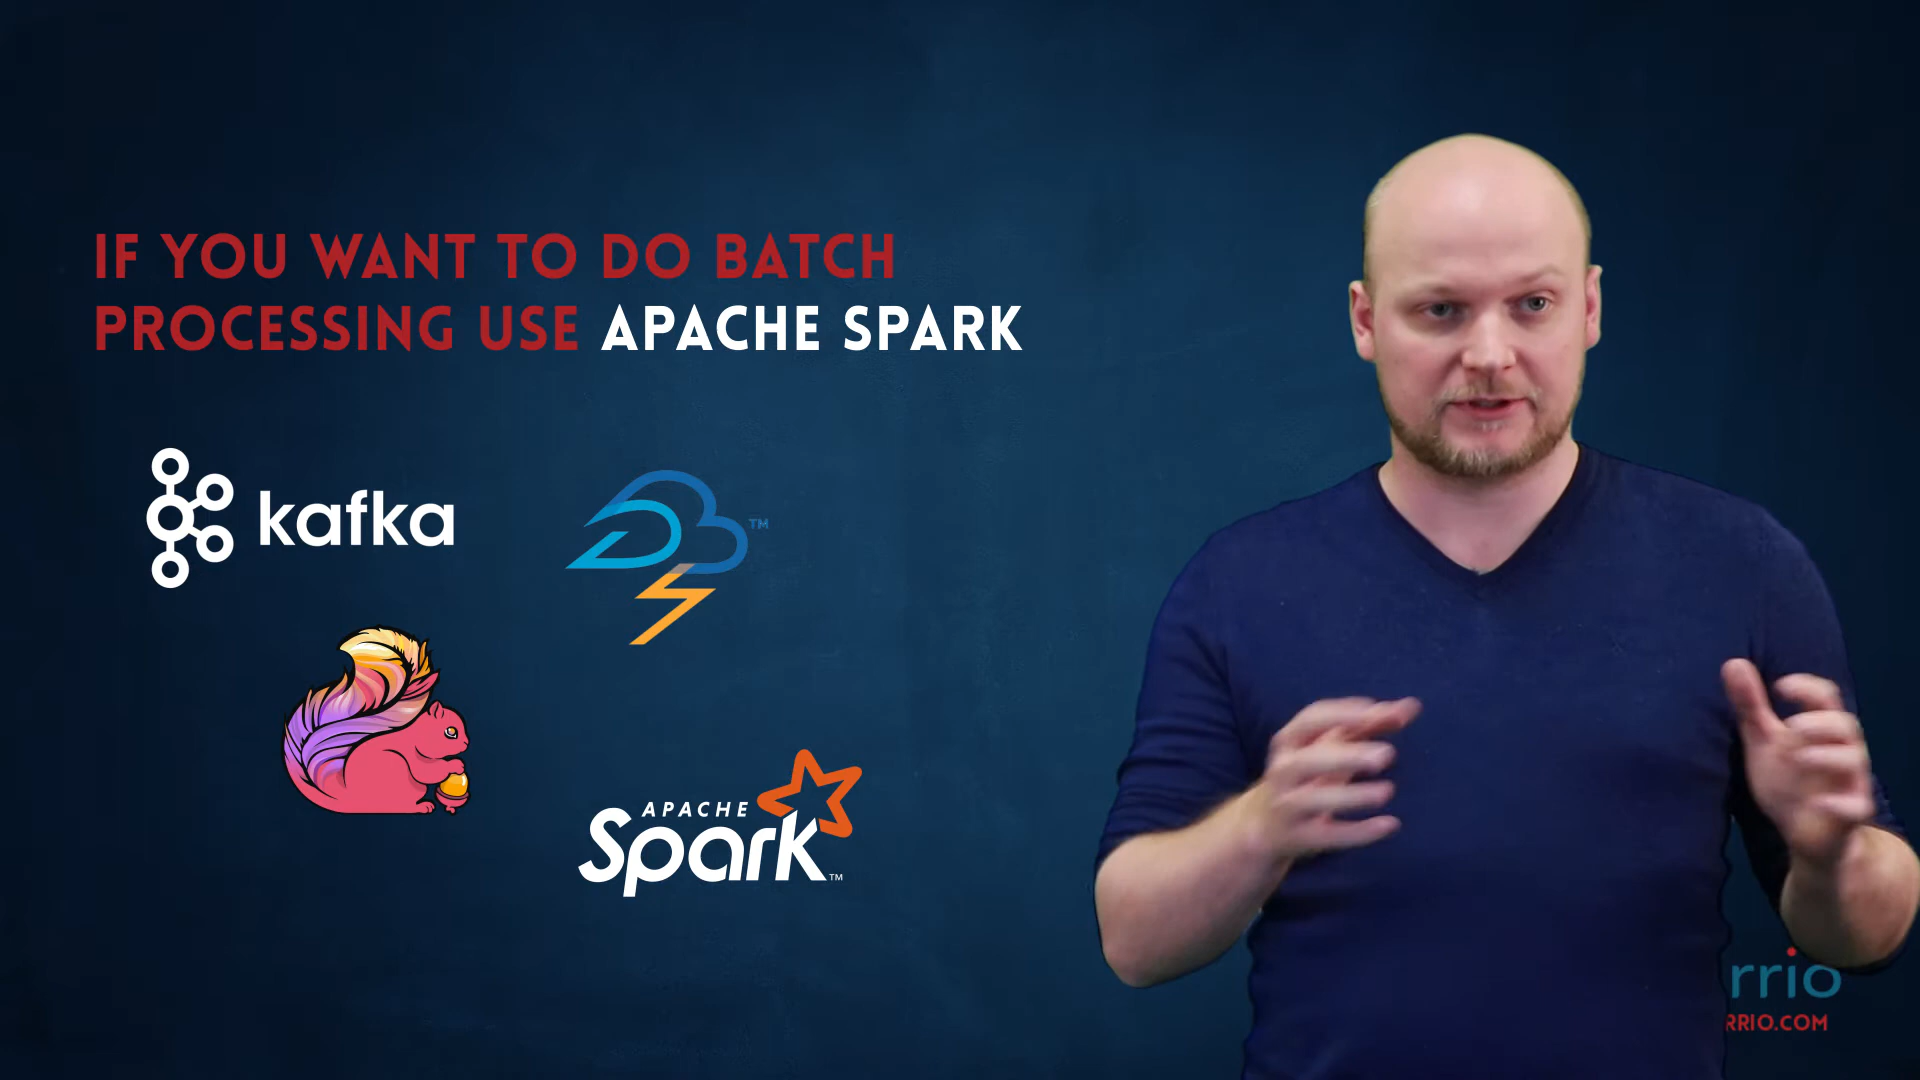 IF YOU WANT TO DO BATCH
PROCESSING USE APACHE SPARK
kafka
TM
APACHE
Spark
TM
rrio
RRIO.COM